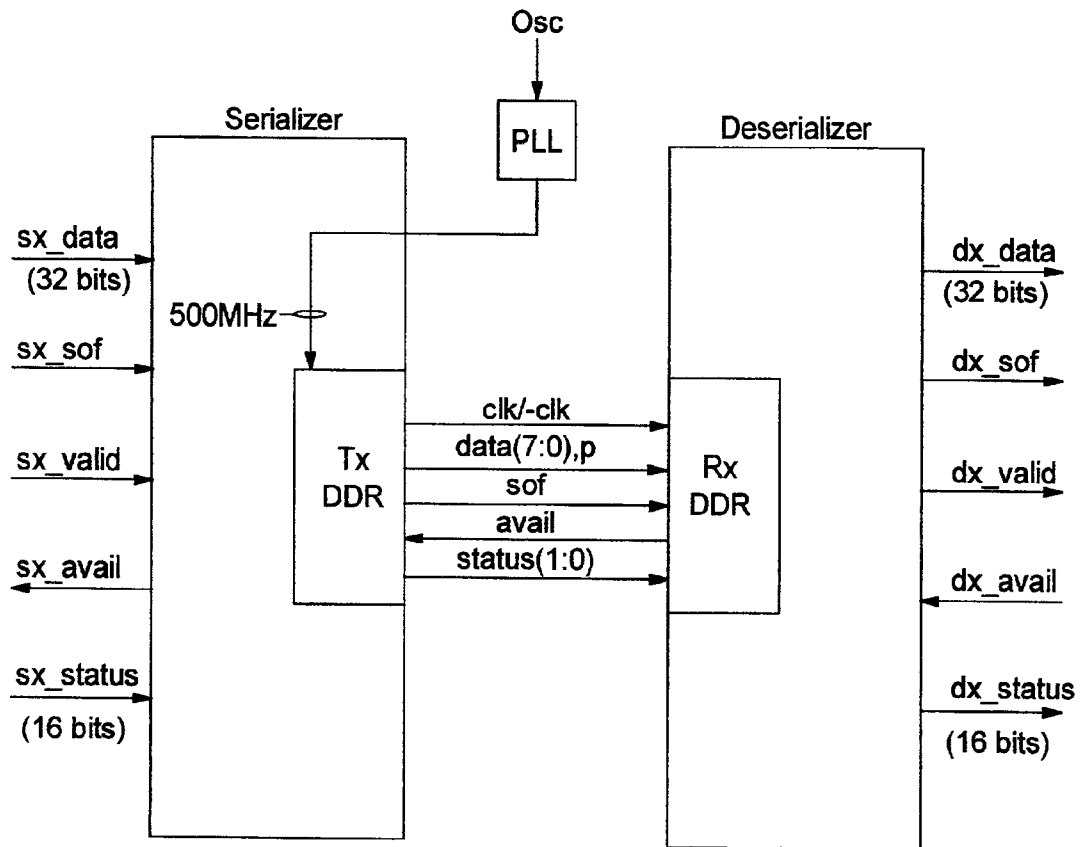 Osc
PLL
Serializer
Deserializer
sx_data
(32 bits)
500MHz
sx_sof
sx_valid
sx_avail
sx_status
(16 bits)
Tx
DDR
clk/-clk
data(7:0),p
sof
avail
status(1:0)
Rx
DDR
dx_data
(32 bits)
dx_sof
dx_valid
dx_avail
dx_status
(16 bits)